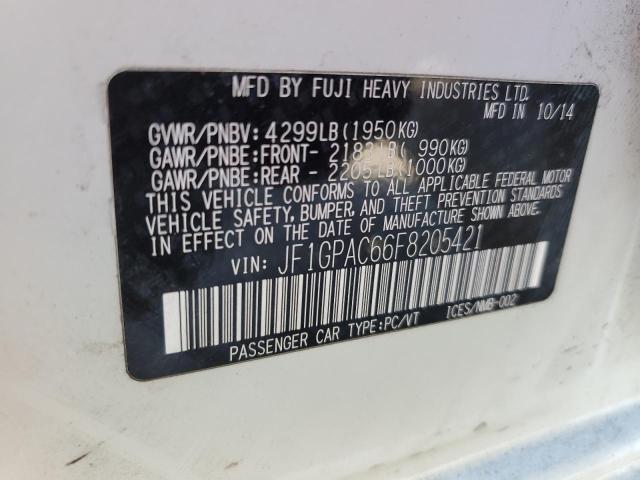 MFD BY FUJI HEAVY INDUSTRIES LTD.
MFD IN 10/14
GVWR/PNBV: 4299LB(1950KG)
GAWR/PNBE:FRONT- 2182LB( 990KG)
GAWR/PNBE:REAR - 2205LB(1000KG)
THIS VEHICLE CONFORMS TO ALL APPLICABLE FEDERAL MOTOR
VEHICLE SAFETY, BUMPER, AND THEFT PREVENTION STANDARDS
IN EFFECT ON THE DATE OF MANUFACTURE SHOWN ABOVE.
VIN: JF1GPAC66F8205421
PASSENGER CAR TYPE:PC/VT ICES/NMB-002